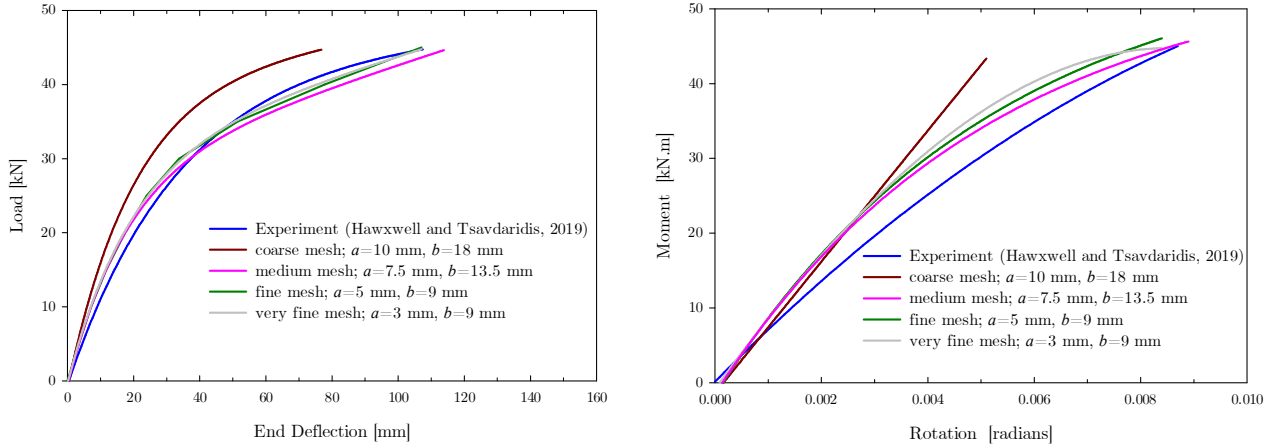 50
40
30
20
10
0
Load [kN]
Experiment (Hawxwell and Tsavdaridis, 2019)
coarse mesh; a=10 mm, b=18 mm
medium mesh; a=7.5 mm, b=13.5 mm
fine mesh; a=5 mm, b=9 mm
very fine mesh; a=3 mm, b=9 mm
0 20 40 60 80 100 120 140 160
End Deflection [mm]
50
40
30
20
10
0
Moment [kN.m]
Experiment (Hawxwell and Tsavdaridis, 2019)
coarse mesh; a=10 mm, b=18 mm
medium mesh; a=7.5 mm, b=13.5 mm
fine mesh; a=5 mm, b=9 mm
very fine mesh; a=3 mm, b=9 mm
0.000 0.002 0.004 0.006 0.008 0.010
Rotation [radians]